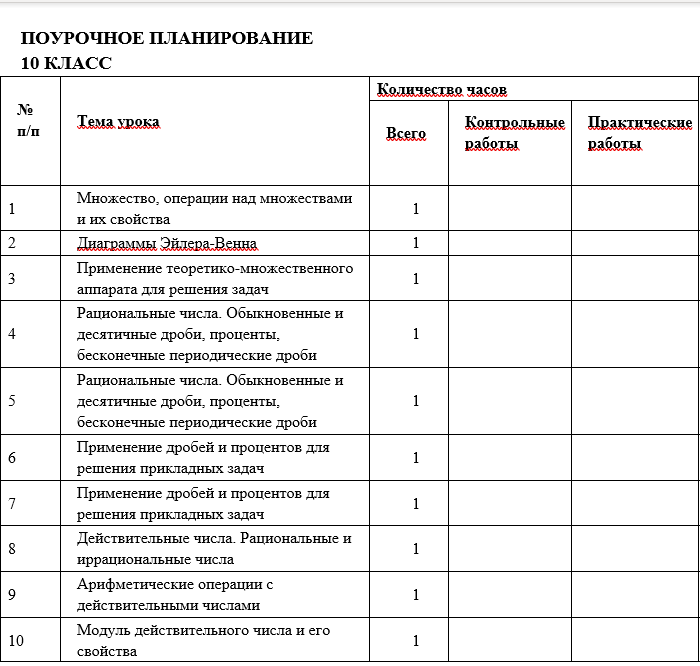 ПОУРОЧНОЕ ПЛАНИРОВАНИЕ
10 КЛАСС
№
п/п
Тема урока
Количество часов
Всего
Контрольные
работы
Практические
работы
1
Множество, операции над множествами
и их свойства
1
2
Диаграммы Эйлера-Венна
1
3
Применение теоретико-множественного
аппарата для решения задач
1
4
Рациональные числа. Обыкновенные и
десятичные дроби, проценты,
бесконечные периодические дроби
1
5
Рациональные числа. Обыкновенные и
десятичные дроби, проценты,
бесконечные периодические дроби
1
6
Применение дробей и процентов для
решения прикладных задач
1
7
Применение дробей и процентов для
решения прикладных задач
1
8
Действительные числа. Рациональные и
иррациональные числа
1
9
Арифметические операции с
действительными числами
1
10
Модуль действительного числа и его
свойства
1